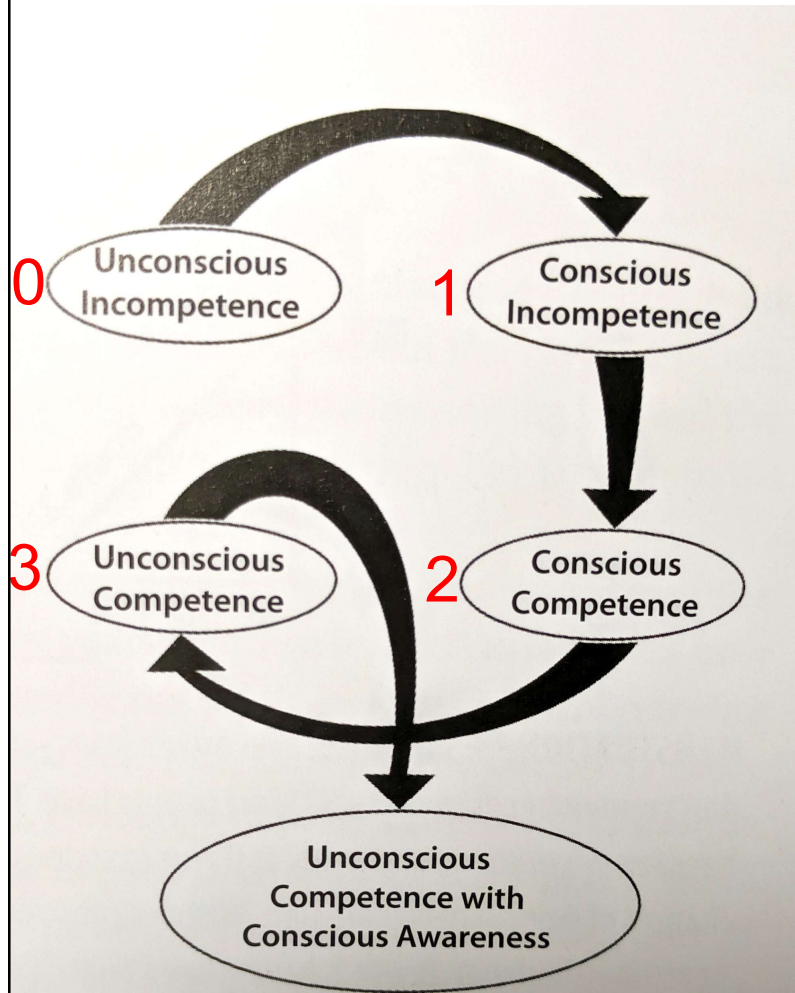 0
Unconscious
Incompetence
1
Conscious
Incompetence
3
Unconscious
Competence
2
Conscious
Competence
Unconscious
Competence with
Conscious Awareness